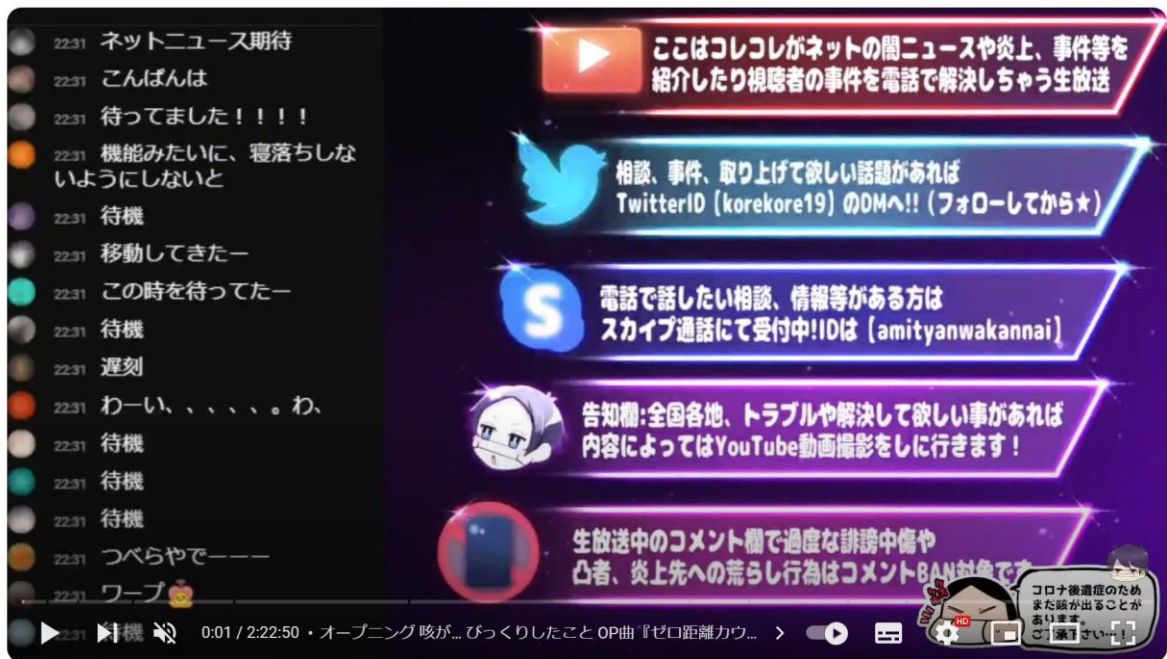 22:31 ネットニュース期待
22:31 こんばんは
22:31 待ってました！！！！
22:31 機能みたいに、寝落ちしな
いようにしないと
22:31 待機
22:31 移動してきたー
22:31 この時を待ってたー
22:31 待機
22:31 遅刻
22:31 わーい、、、、、。わ、
22:31 待機
22:31 待機
22:31 待機
22:31 つべらやでーーー
22:31 ワープ
22:31 待機
ここはコレコレがネットの闇ニュースや炎上、事件等を
紹介したり視聴者の事件を電話で解決しちゃう生放送
相談、事件、取り上げて欲しい話題があれば
TwitterID【korekore19】のDMへ!!（フォローしてから★）
S
電話で話したい相談、情報等がある方は
スカイプ通話にて受付中!IDは【amityanwakannai】
告知欄:全国各地、トラブルや解決して欲しい事があれば
内容によってはYouTube動画撮影をしに行きます！
生放送中のコメント欄で過度な誹謗中傷や
凸者、炎上先への荒らし行為はコメントBAN対象です
コロナ後遺症のため
まだ咳が出ることが
あります。
ご了承下さい…！
0:01 / 2:22:50 • オープニング 咳が... びっくりしたこと OP曲『ゼロ距離カウ...
HD